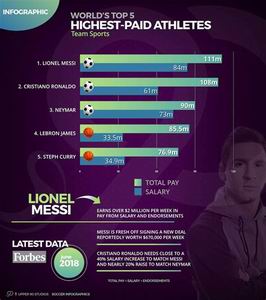 INFOGRAPHIC
WORLD'S TOP 5
HIGHEST-PAID ATHLETES
Team Sports
1. LIONEL MESSI
111m
84m
2. CRISTIANO RONALDO
108m
61m
3. NEYMAR
90m
73m
4. LEBRON JAMES
85.5m
33.5m
5. STEPH CURRY
76.9m
34.9m
TOTAL PAY
SALARY
LIONEL
MESSI
EARNS OVER $2 MILLION PER WEEK IN
PAY FROM SALARY AND ENDORSEMENTS
MESSI IS FRESH OFF SIGNING A NEW DEAL
REPORTEDLY WORTH $670,000 PER WEEK
LATEST DATA
Forbes
June
2018
CRISTIANO RONALDO NEEDS CLOSE TO A
40% SALARY INCREASE TO MATCH MESSI
AND NEARLY 20% RAISE TO MATCH NEYMAR
UPPER 90 STUDIOS
SOCCER INFOGRAPHICS
TOTAL PAY = SALARY + ENDORSEMENTS